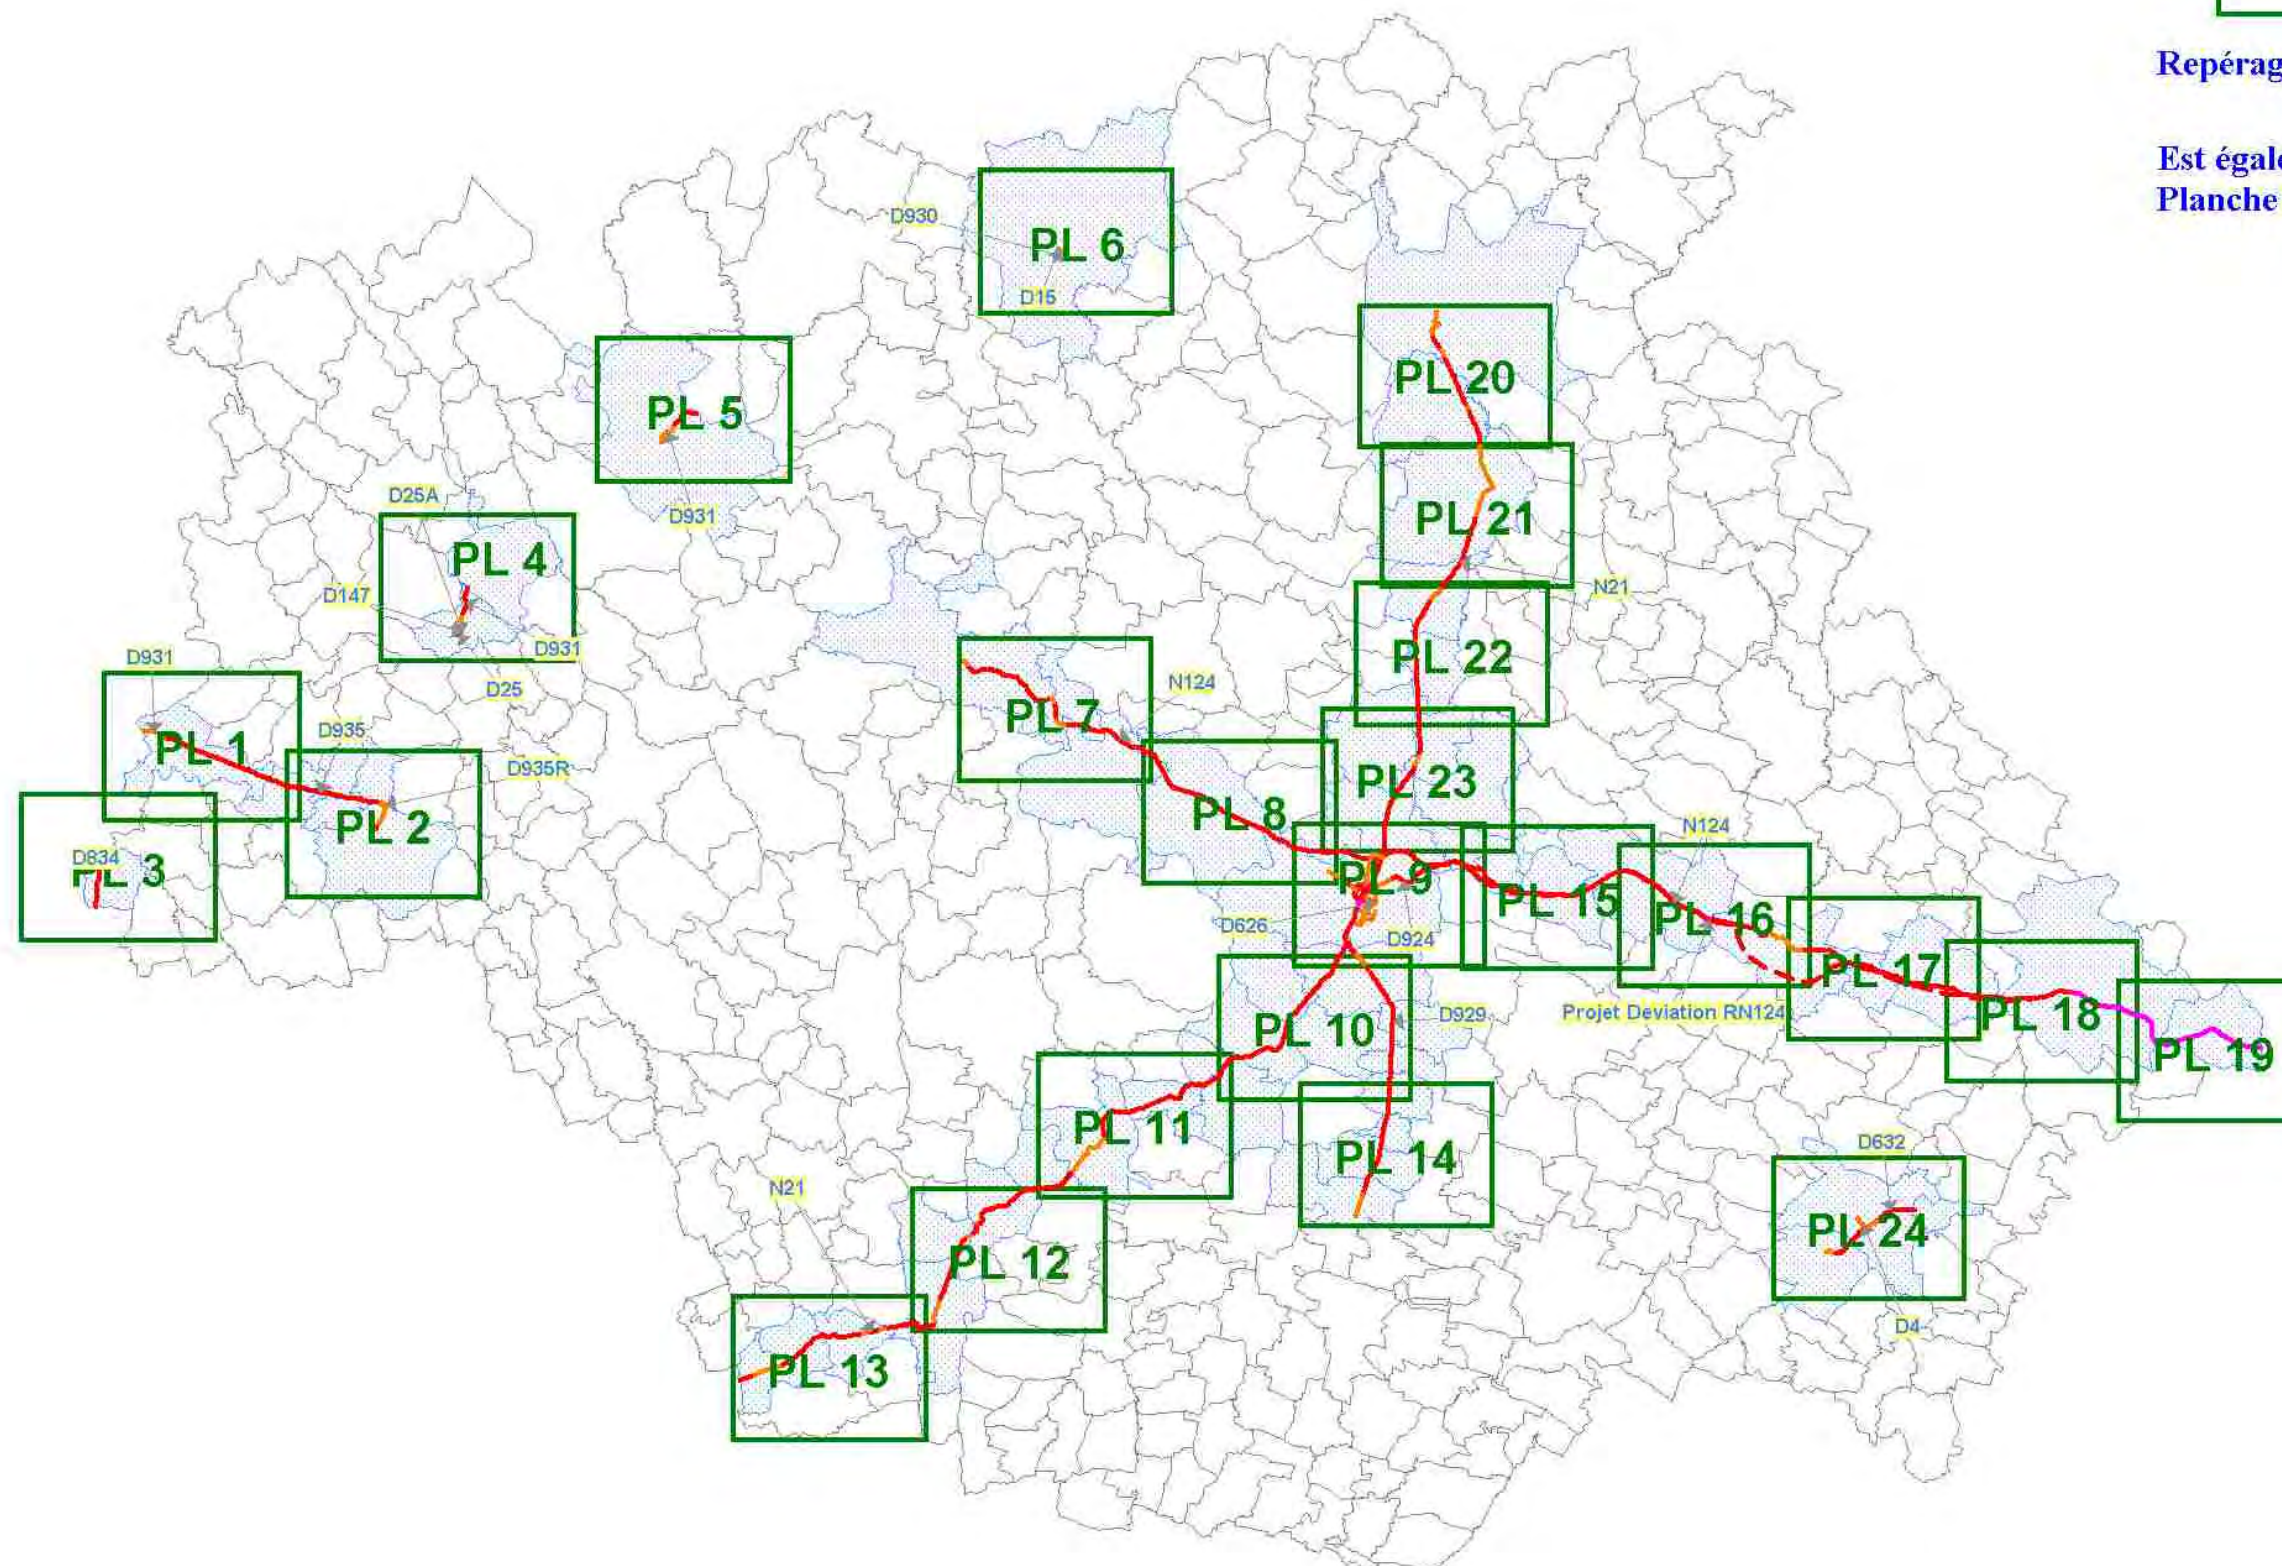 Repérag
Est égale
Planche
D930
PL 6
D15
PL 20
PL 5
D25A
D931
PL 21
PL 4
D147
N21
D931
D931
D25
PL 22
N124
PL 7
D935
PL 1
D935R
PL 23
PL 8
PL 2
N124
D834
PL 3
PL 9
PL 15
PL 16
D626
D924
PL 17
Projet Deviation RN124
D929
PL 10
PL 18
PL 19
PL 11
D632
PL 14
N21
PL 24
PL 12
D4
PL 13